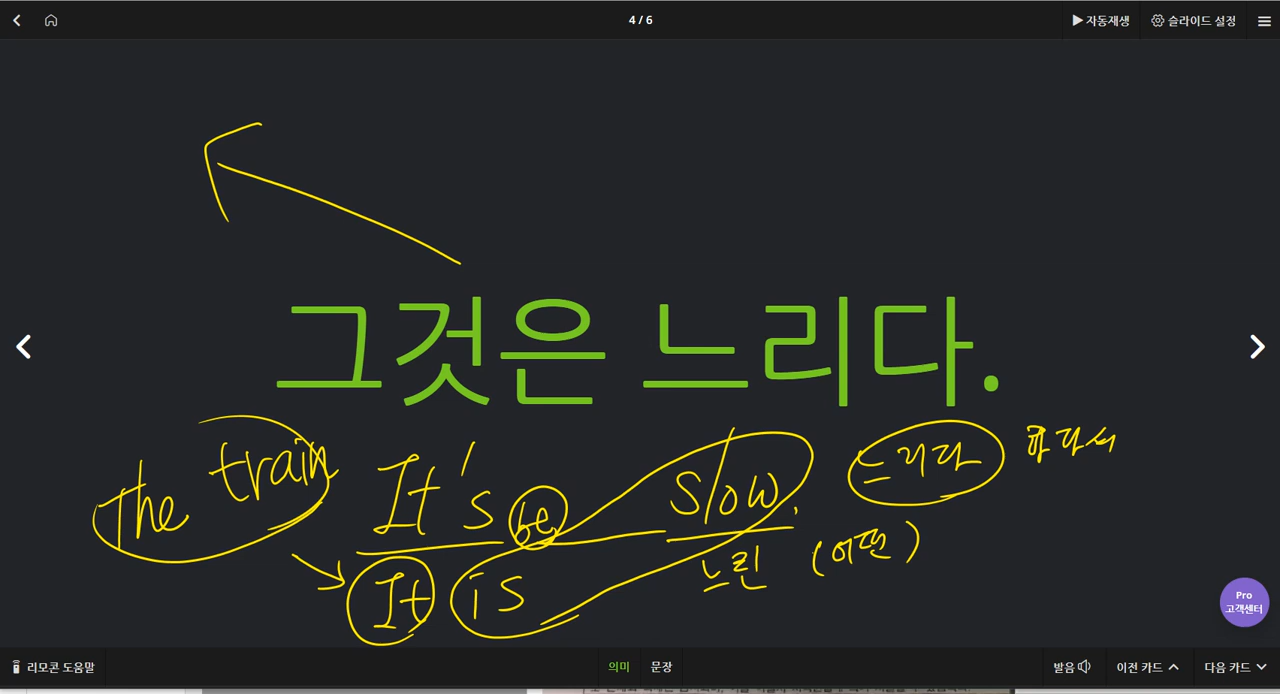 4 / 6
자동재생
슬라이드 설정
그것은 느리다.
the train
It's be slow.
느리다
It is
느린 (어떤)
Pro
고객센터
리모콘 도움말
의미
문장
발음
이전 카드
다음 카드